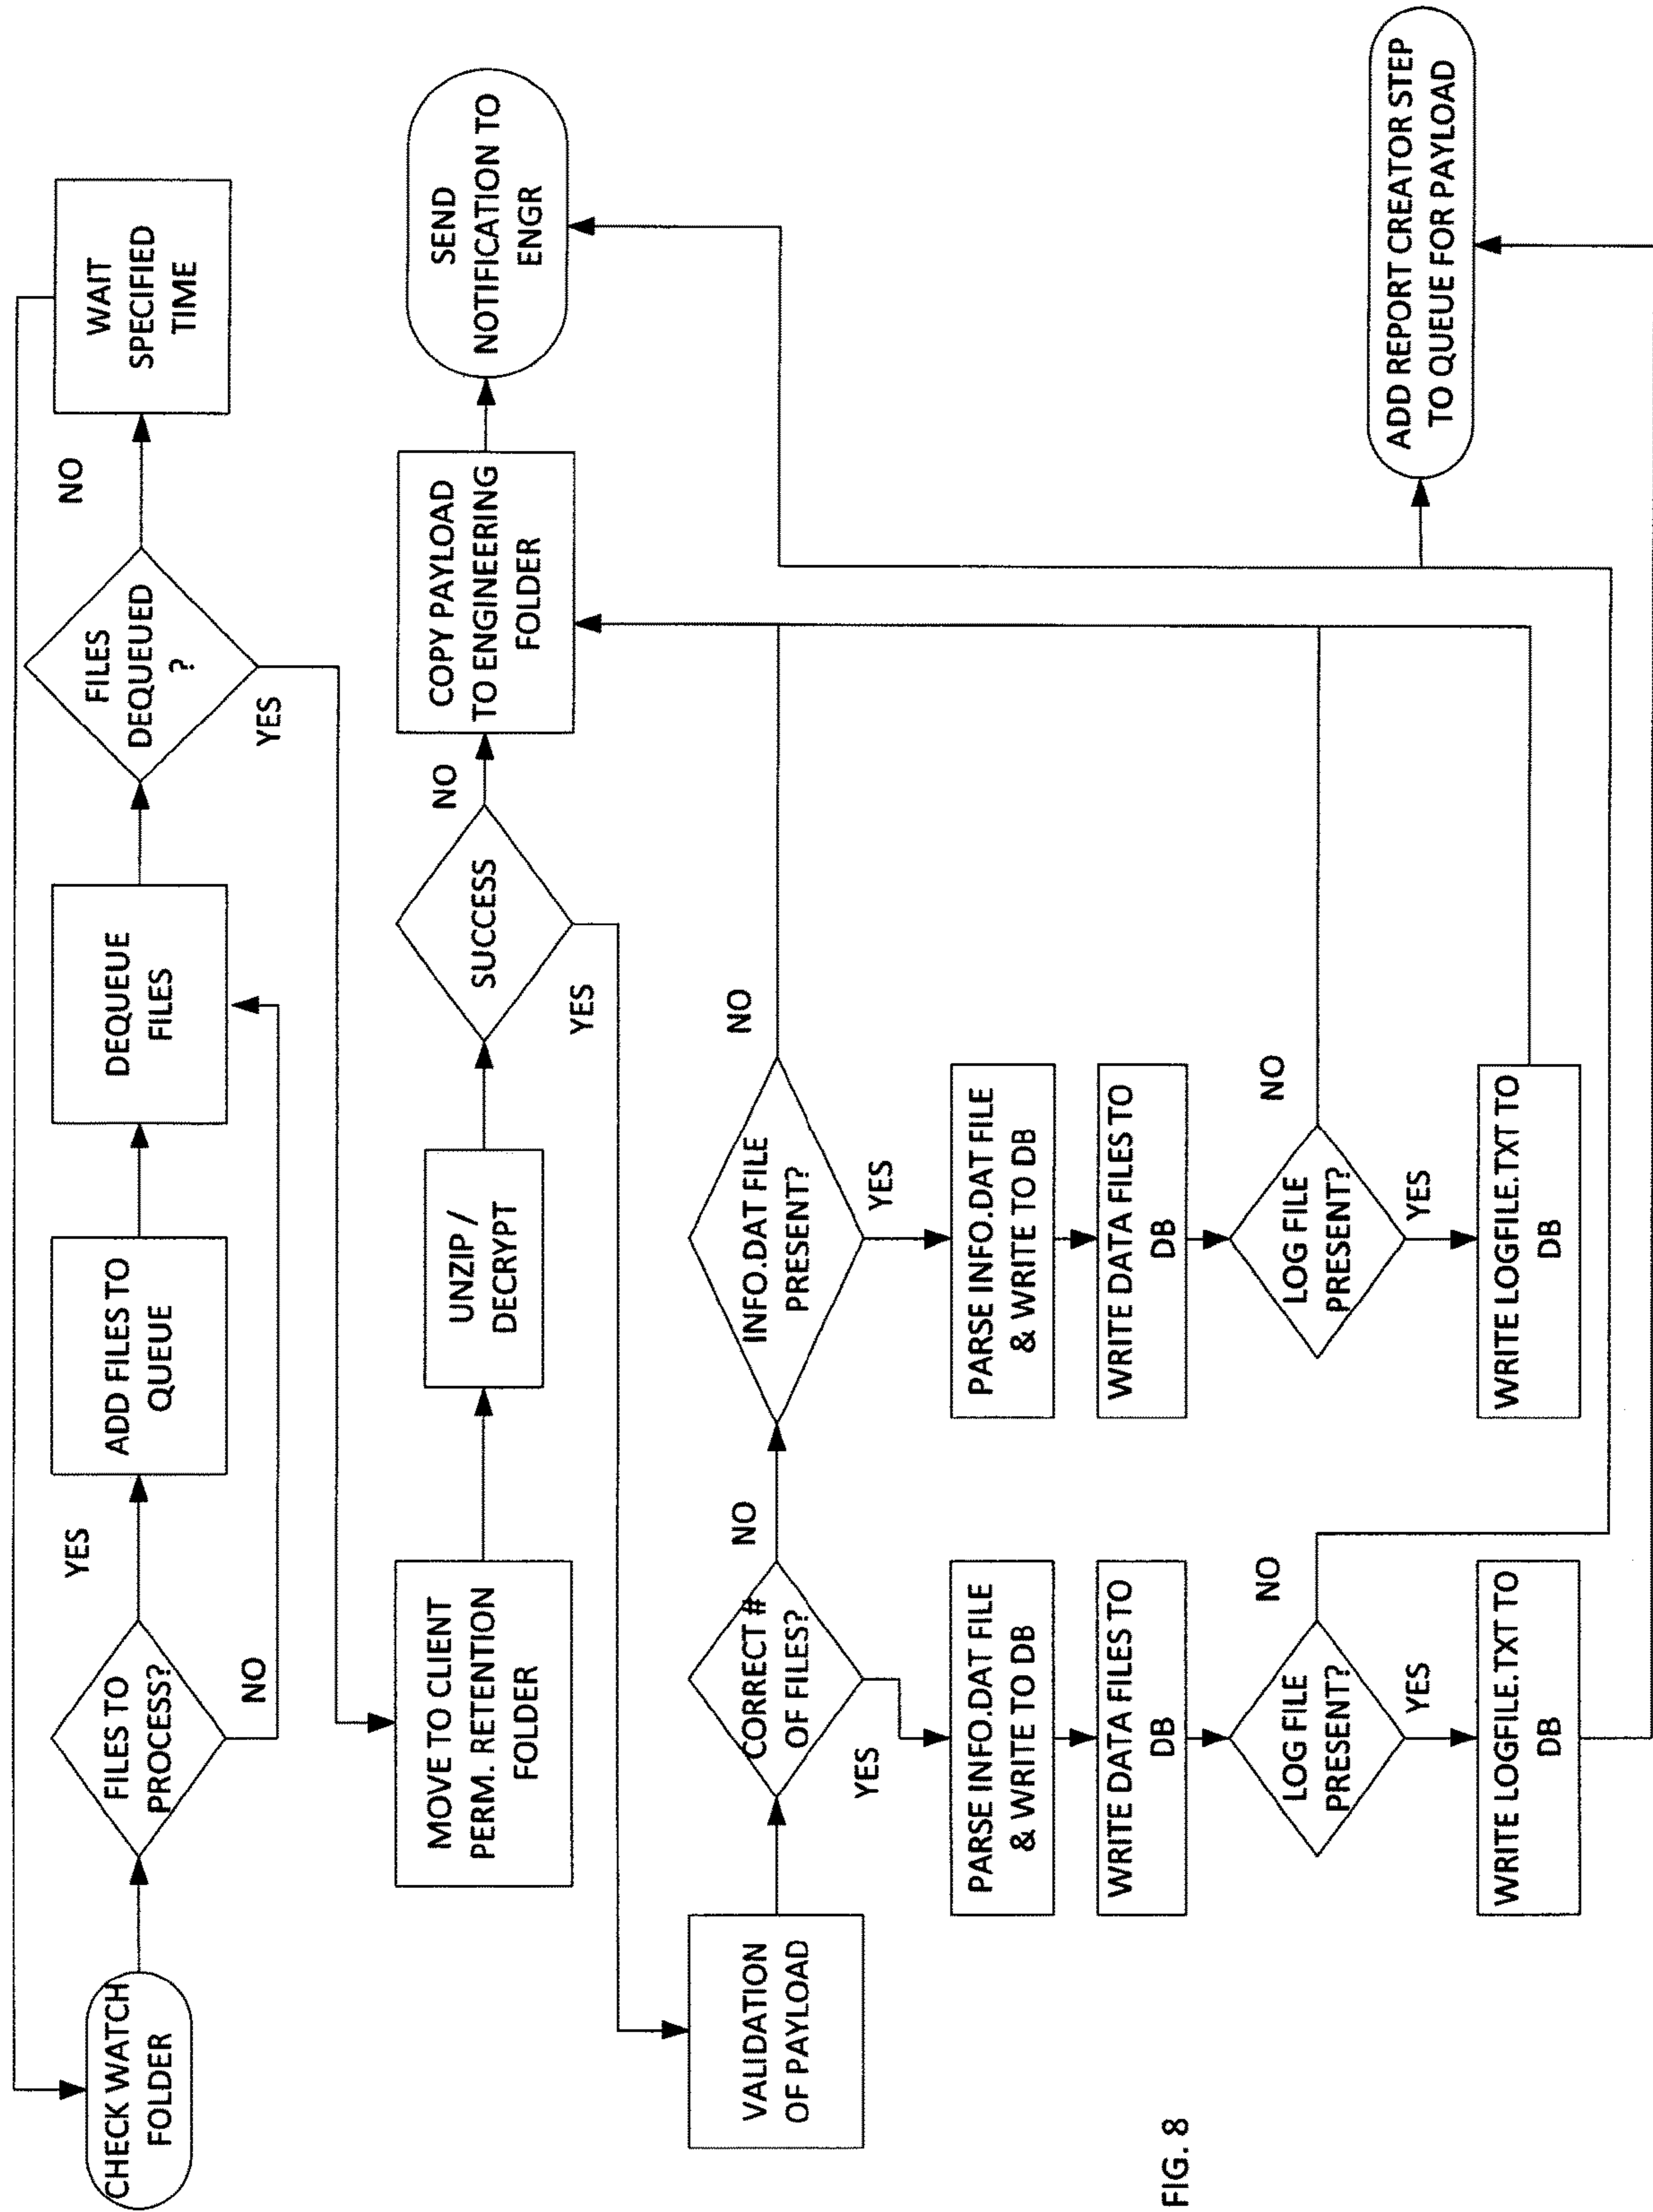 CHECK WATCH
FOLDER
FILES TO
PROCESS?
YES
NO
ADD FILES TO
QUEUE
DEQUEUE
FILES
FILES
DEQUEUED
?
NO
YES
WAIT
SPECIFIED
TIME
MOVE TO CLIENT
PERM. RETENTION
FOLDER
UNZIP /
DECRYPT
SUCCESS
NO
YES
COPY PAYLOAD
TO ENGINEERING
FOLDER
SEND
NOTIFICATION TO
ENGR
VALIDATION
OF PAYLOAD
CORRECT #
OF FILES?
NO
YES
INFO.DAT FILE
PRESENT?
NO
YES
PARSE INFO.DAT FILE
& WRITE TO DB
WRITE DATA FILES TO
DB
LOG FILE
PRESENT?
NO
YES
WRITE LOGFILE.TXT TO
DB
PARSE INFO.DAT FILE
& WRITE TO DB
WRITE DATA FILES TO
DB
LOG FILE
PRESENT?
NO
YES
WRITE LOGFILE.TXT TO
DB
ADD REPORT CREATOR STEP
TO QUEUE FOR PAYLOAD
FIG. 8